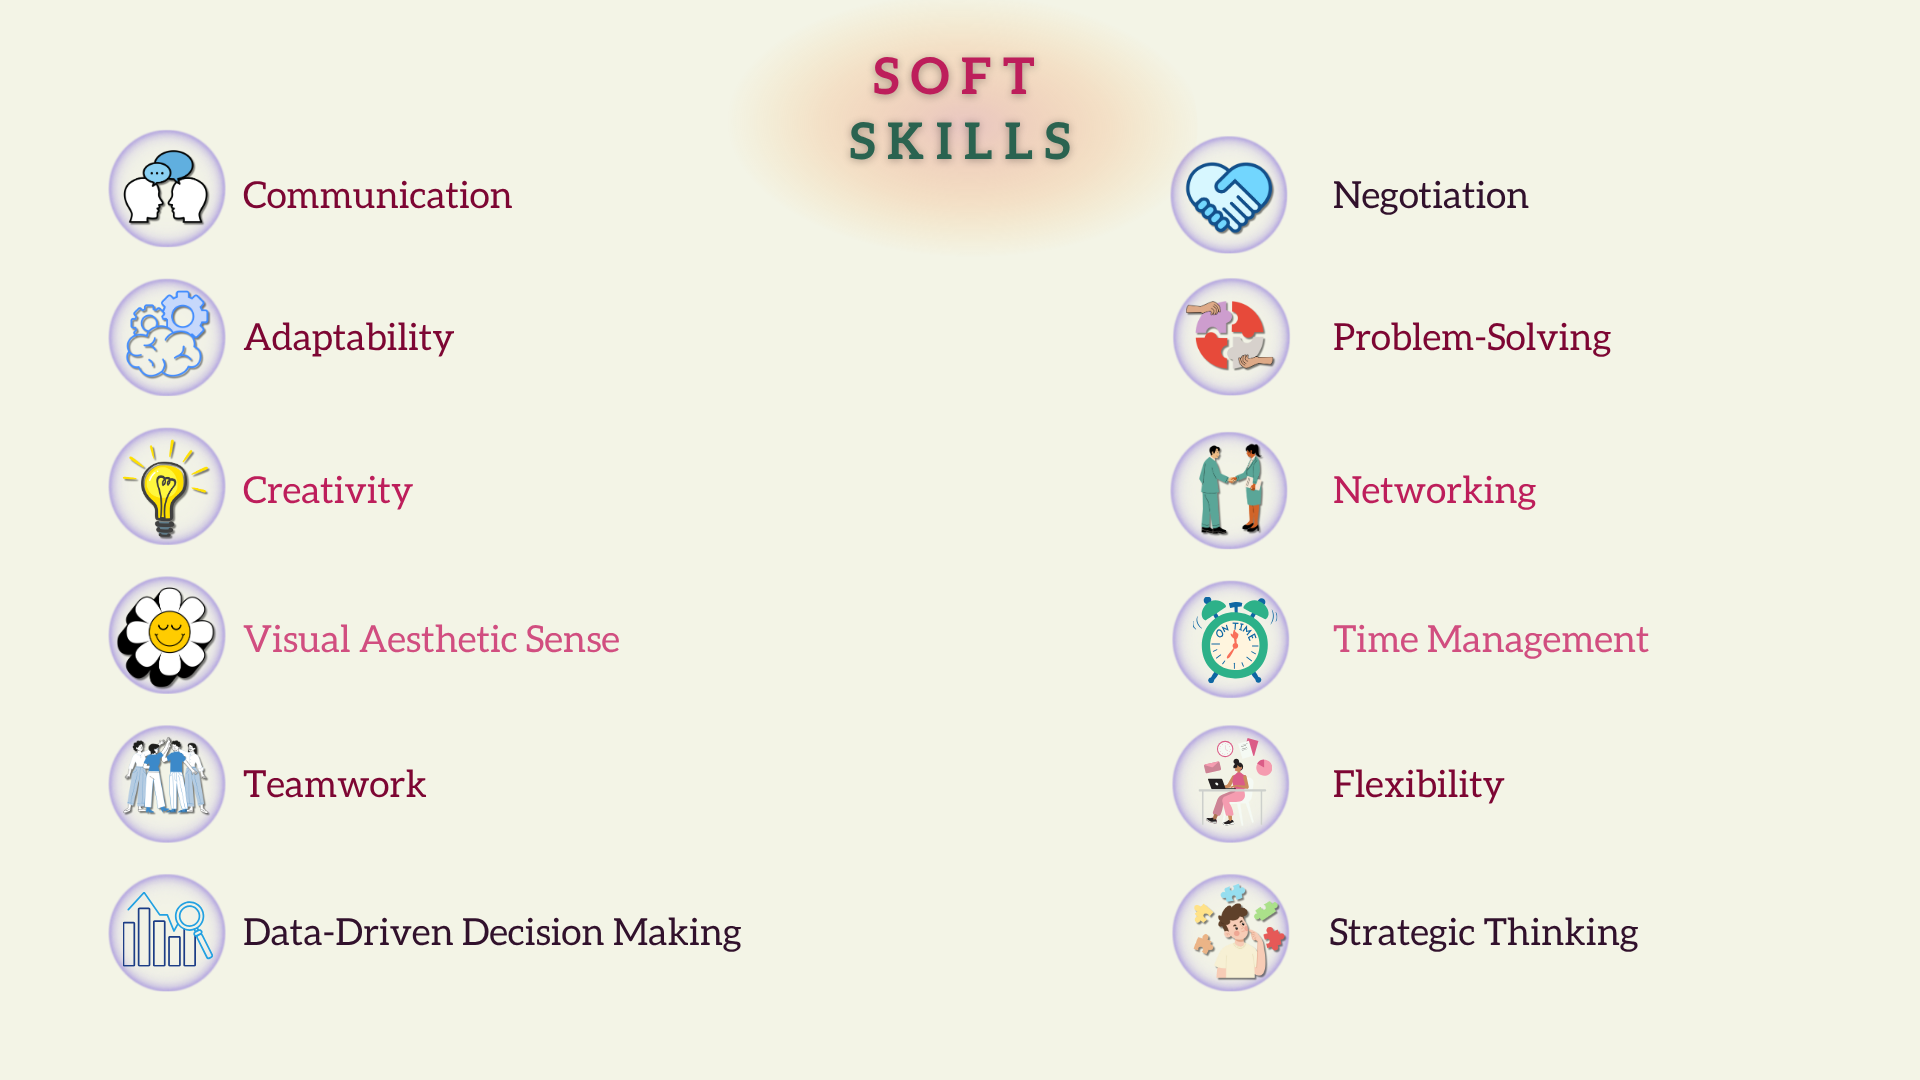 SOFT
SKILLS
Communication
Adaptability
Creativity
Visual Aesthetic Sense
Teamwork
Data-Driven Decision Making
Negotiation
Problem-Solving
Networking
ON TIME
Time Management
Flexibility
Strategic Thinking